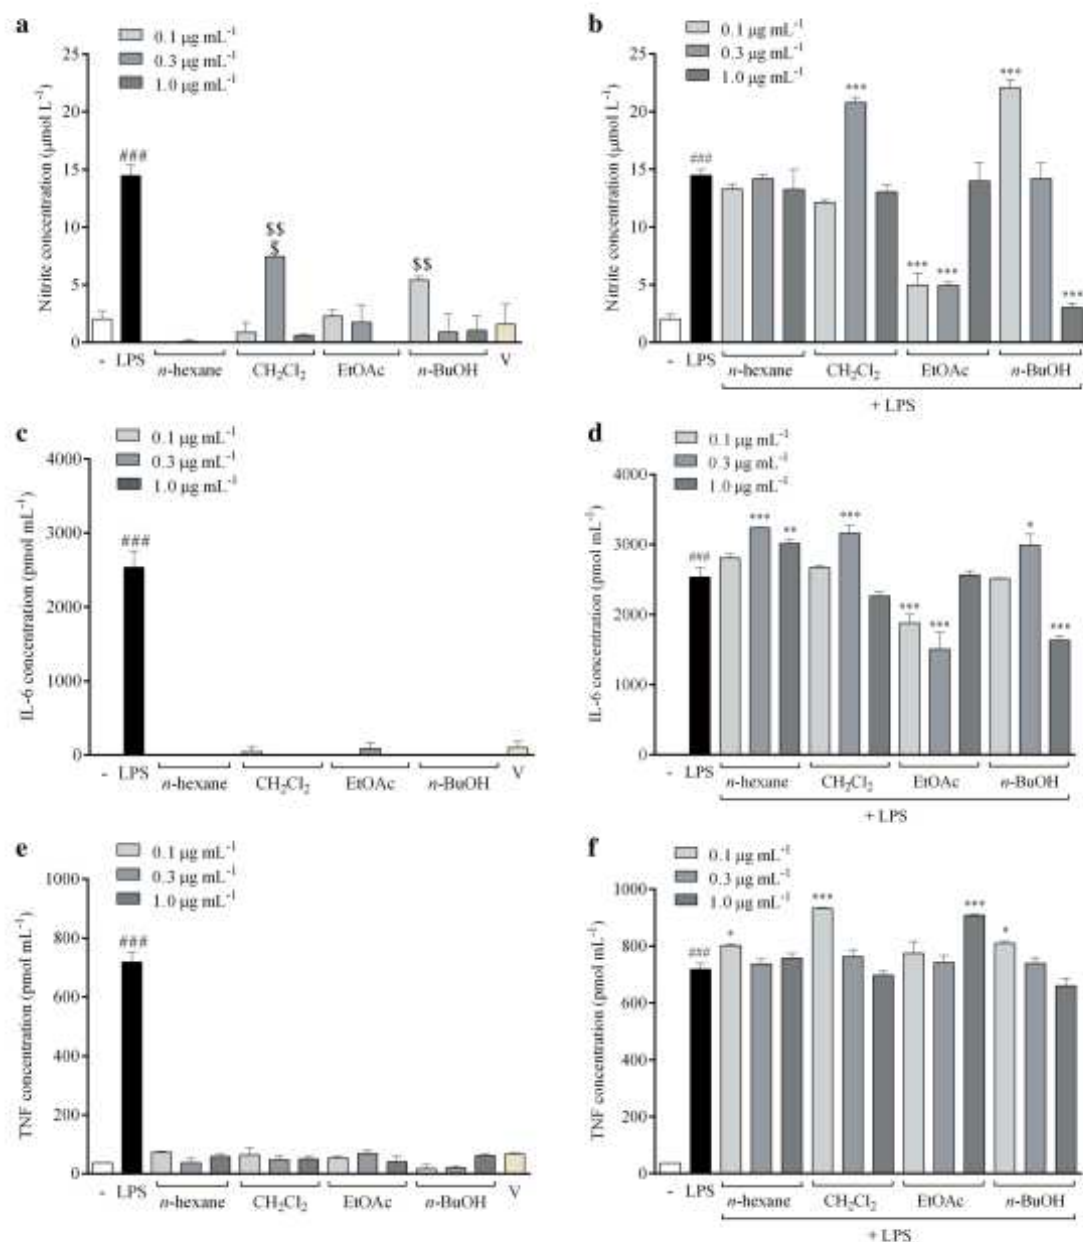 a
0.1 μg mL⁻¹
0.3 μg mL⁻¹
1.0 μg mL⁻¹
Nitrite concentration (μmol L⁻¹)
25
20
15
10
5
0
###
$$
$
$$
- LPS n-hexane CH₂Cl₂ EtOAc n-BuOH V
b
0.1 μg mL⁻¹
0.3 μg mL⁻¹
1.0 μg mL⁻¹
Nitrite concentration (μmol L⁻¹)
25
20
15
10
5
0
###
***
*** ***
***
***
- LPS n-hexane CH₂Cl₂ EtOAc n-BuOH
+ LPS
c
0.1 μg mL⁻¹
0.3 μg mL⁻¹
1.0 μg mL⁻¹
IL-6 concentration (pmol mL⁻¹)
4000
3000
2000
1000
0
###
- LPS n-hexane CH₂Cl₂ EtOAc n-BuOH V
d
0.1 μg mL⁻¹
0.3 μg mL⁻¹
1.0 μg mL⁻¹
IL-6 concentration (pmol mL⁻¹)
4000
3000
2000
1000
0
###
*** **
***
*** ***
* ***
- LPS n-hexane CH₂Cl₂ EtOAc n-BuOH
+ LPS
e
0.1 μg mL⁻¹
0.3 μg mL⁻¹
1.0 μg mL⁻¹
TNF concentration (pmol mL⁻¹)
1000
800
600
400
200
0
###
- LPS n-hexane CH₂Cl₂ EtOAc n-BuOH V
f
0.1 μg mL⁻¹
0.3 μg mL⁻¹
1.0 μg mL⁻¹
TNF concentration (pmol mL⁻¹)
1000
800
600
400
200
0
###
*
***
***
*
- LPS n-hexane CH₂Cl₂ EtOAc n-BuOH
+ LPS